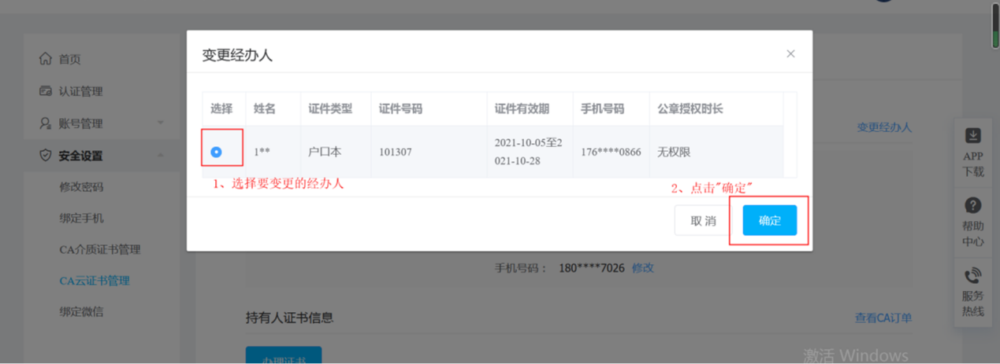 变更经办人
首页
认证管理
账号管理
安全设置
修改密码
绑定手机
CA介质证书管理
CA云证书管理
绑定微信
选择 姓名 证件类型 证件号码 证件有效期 手机号码 公章授权时长
1** 户口本 101307 2021-10-05至2 176****0866 无权限
021-10-28
1、选择要变更的经办人
2、点击"确定"
取消 确定
变更经办人
手机号码： 180****7026 修改
持有人证书信息 查看CA订单
办理证书
APP
下载
帮助
中心
服务
热线
激活 Windows